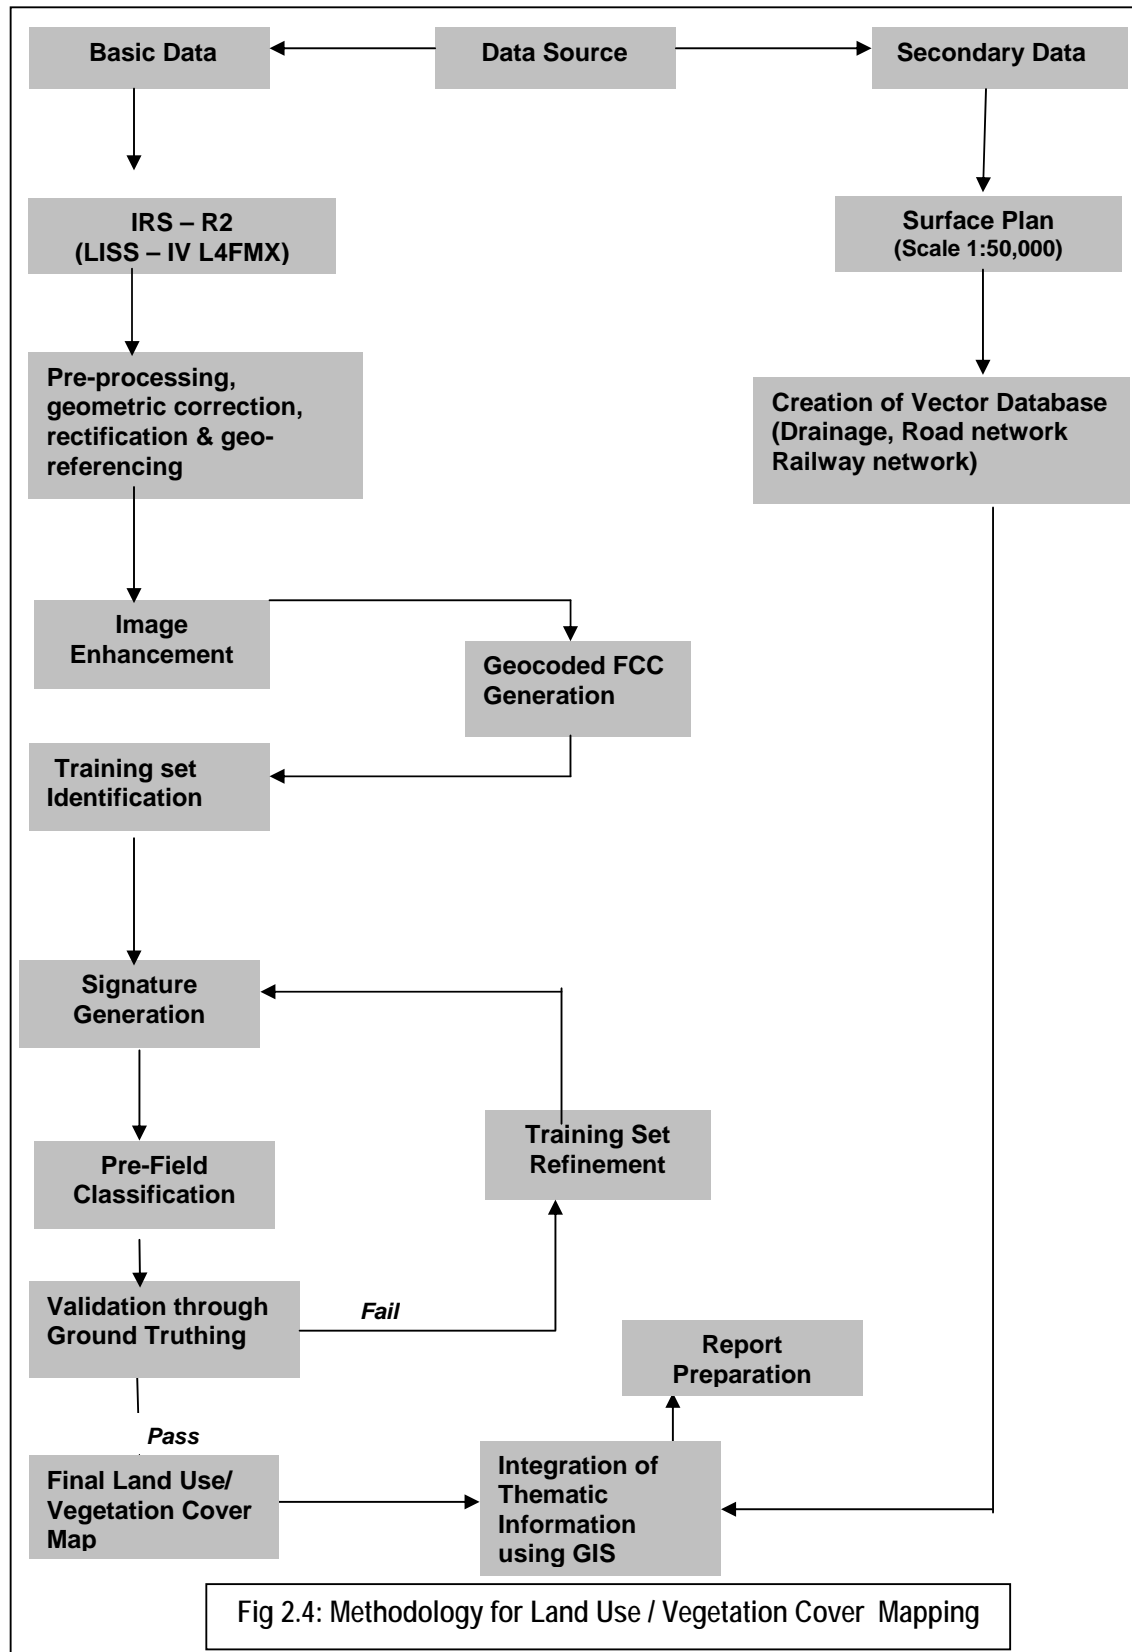 Basic Data
Data Source
Secondary Data
IRS – R2
(LISS – IV L4FMX)
Surface Plan
(Scale 1:50,000)
Pre-processing,
geometric correction,
rectification & geo-
referencing
Creation of Vector Database
(Drainage, Road network
Railway network)
Image
Enhancement
Geocoded FCC
Generation
Training set
Identification
Signature
Generation
Training Set
Refinement
Pre-Field
Classification
Validation through
Ground Truthing
Fail
Report
Preparation
Pass
Final Land Use/
Vegetation Cover
Map
Integration of
Thematic
Information
using GIS
Fig 2.4: Methodology for Land Use / Vegetation Cover Mapping